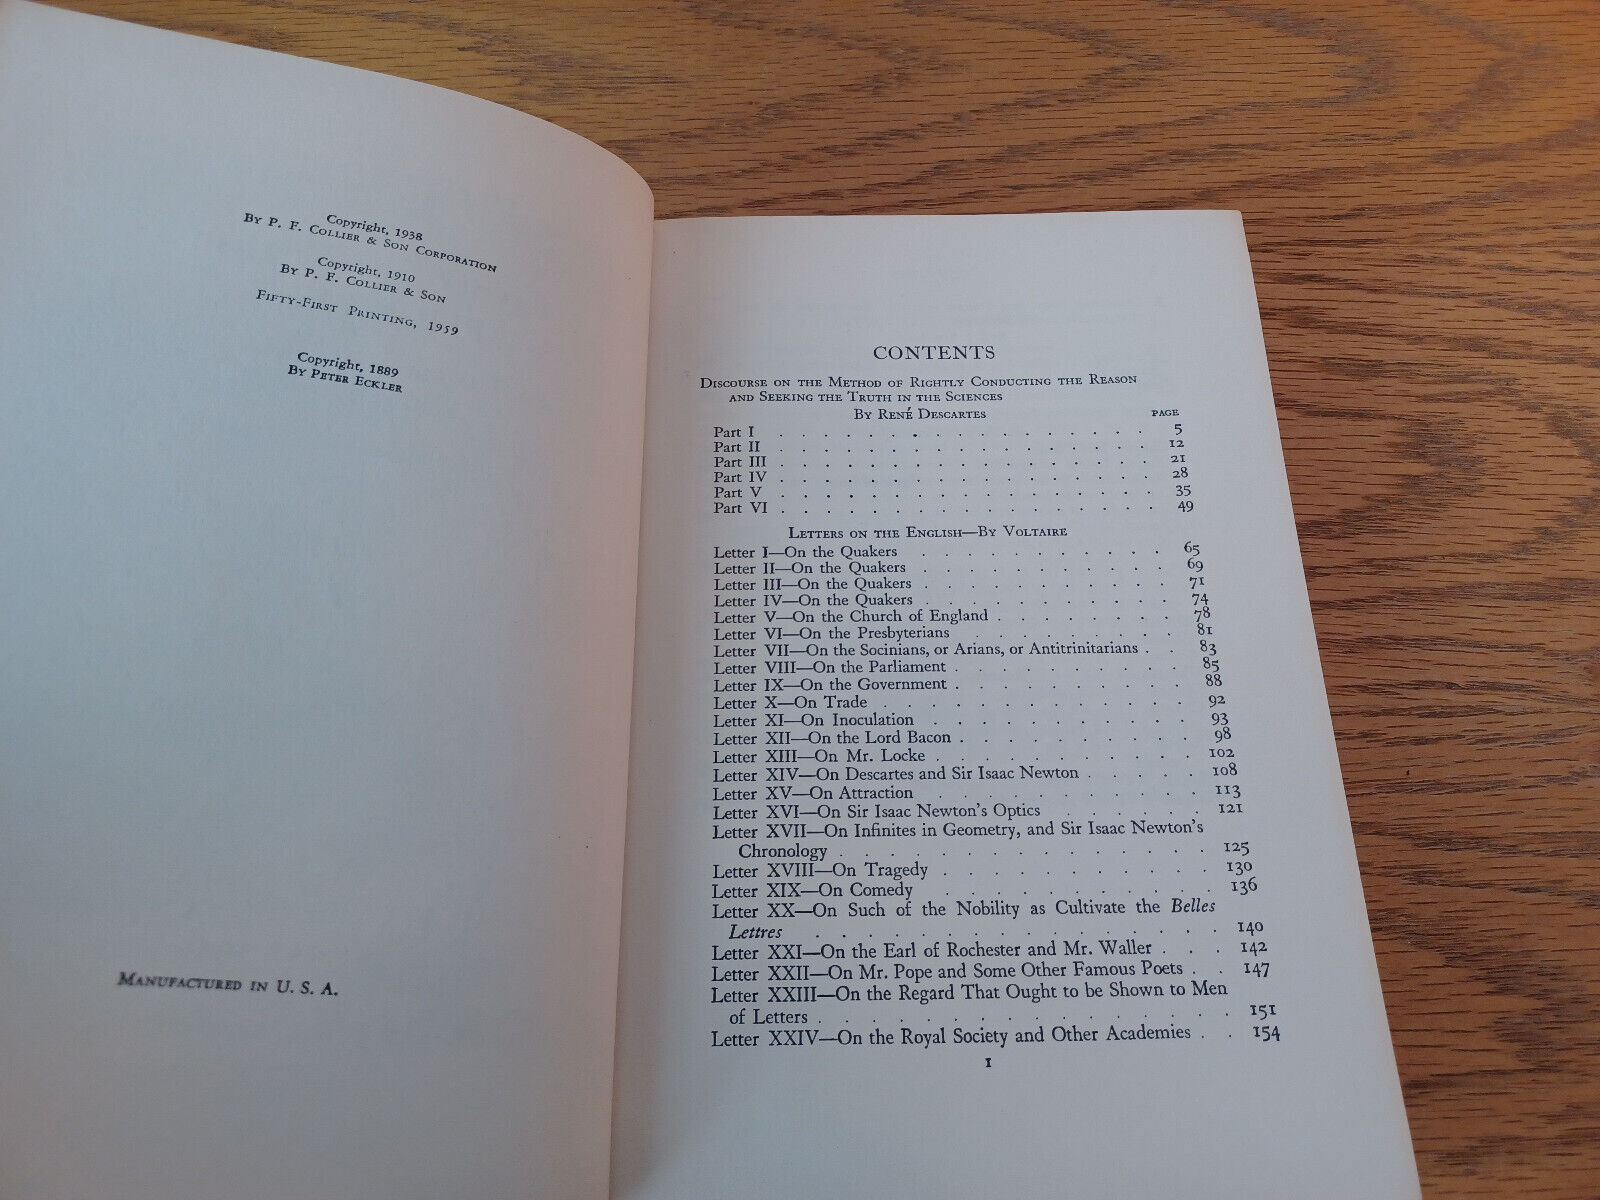 Copyright, 1938
By P. F. Collier & Son Corporation
Copyright, 1910
By P. F. Collier & Son
Fifty-First Printing, 1959
Copyright, 1889
By Peter Eckler
Manufactured in U. S. A.
CONTENTS
Discourse on the Method of Rightly Conducting the Reason
and Seeking the Truth in the Sciences
By René Descartes PAGE
Part I . . . . . . . . . . . . . . . . . 5
Part II . . . . . . . . . . . . . . . . . 12
Part III . . . . . . . . . . . . . . . . . 21
Part IV . . . . . . . . . . . . . . . . . 28
Part V . . . . . . . . . . . . . . . . . 35
Part VI . . . . . . . . . . . . . . . . . 49
Letters on the English—By Voltaire
Letter I—On the Quakers . . . . . . . . . . . 65
Letter II—On the Quakers . . . . . . . . . . . 69
Letter III—On the Quakers . . . . . . . . . . . 71
Letter IV—On the Quakers . . . . . . . . . . . 74
Letter V—On the Church of England . . . . . . . . 78
Letter VI—On the Presbyterians . . . . . . . . . 81
Letter VII—On the Socinians, or Arians, or Antitrinitarians . . 83
Letter VIII—On the Parliament . . . . . . . . . . 85
Letter IX—On the Government . . . . . . . . . . 88
Letter X—On Trade . . . . . . . . . . . . 92
Letter XI—On Inoculation . . . . . . . . . . . 93
Letter XII—On the Lord Bacon . . . . . . . . . . 98
Letter XIII—On Mr. Locke . . . . . . . . . . . 102
Letter XIV—On Descartes and Sir Isaac Newton . . . . . 108
Letter XV—On Attraction . . . . . . . . . . . 113
Letter XVI—On Sir Isaac Newton's Optics . . . . . . 121
Letter XVII—On Infinites in Geometry, and Sir Isaac Newton's
Chronology . . . . . . . . . . . . . . . 125
Letter XVIII—On Tragedy . . . . . . . . . . . 130
Letter XIX—On Comedy . . . . . . . . . . . 136
Letter XX—On Such of the Nobility as Cultivate the Belles
Lettres . . . . . . . . . . . . . . . 140
Letter XXI—On the Earl of Rochester and Mr. Waller . . . 142
Letter XXII—On Mr. Pope and Some Other Famous Poets . . 147
Letter XXIII—On the Regard That Ought to be Shown to Men
of Letters . . . . . . . . . . . . . . . 151
Letter XXIV—On the Royal Society and Other Academies . . 154
1